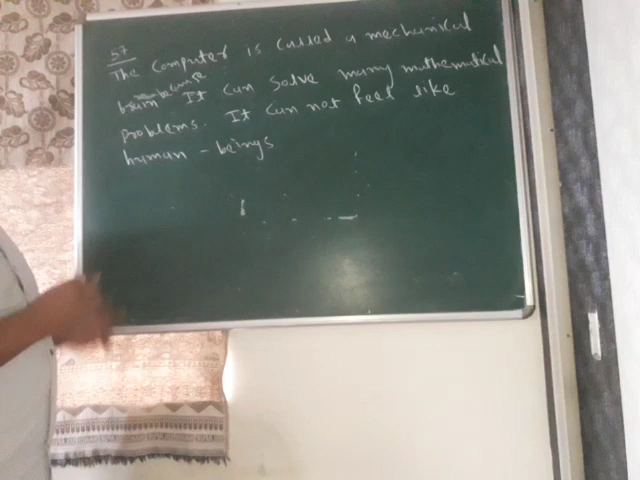 57
The computer is called a mechanical
brain because It can solve many mathematical
problems. It can not feel like
human - beings